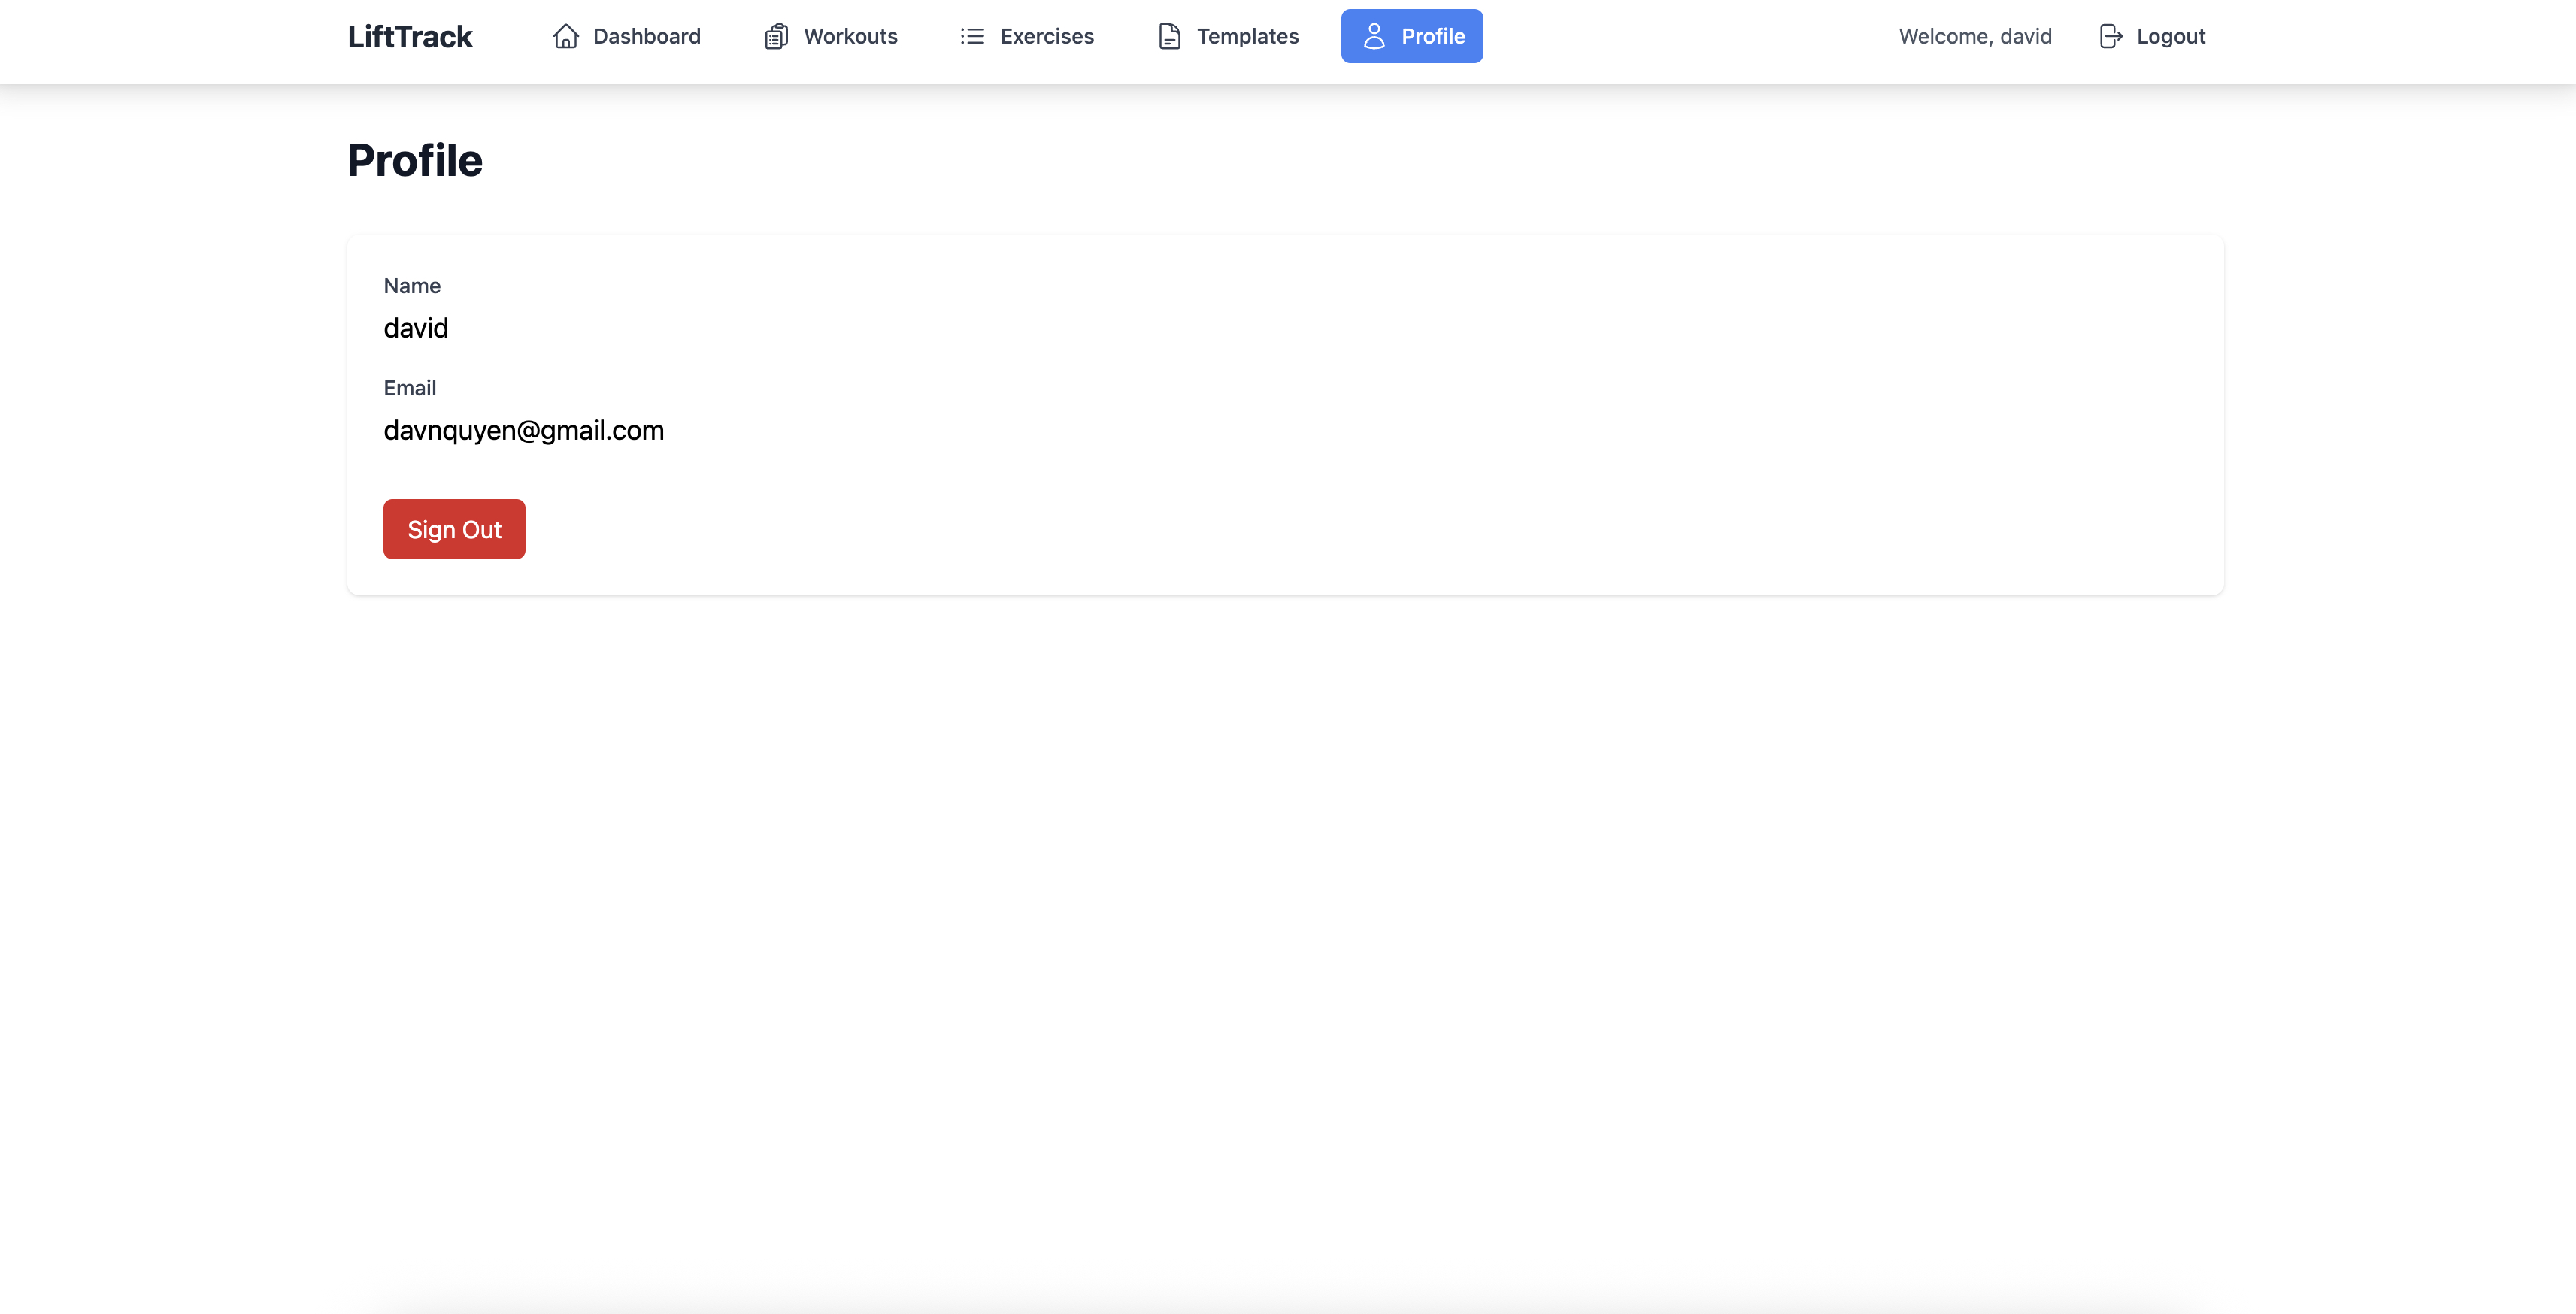 LiftTrack Dashboard Workouts Exercises Templates Profile Welcome, david Logout
Profile
Name
david
Email
davnquyen@gmail.com
Sign Out